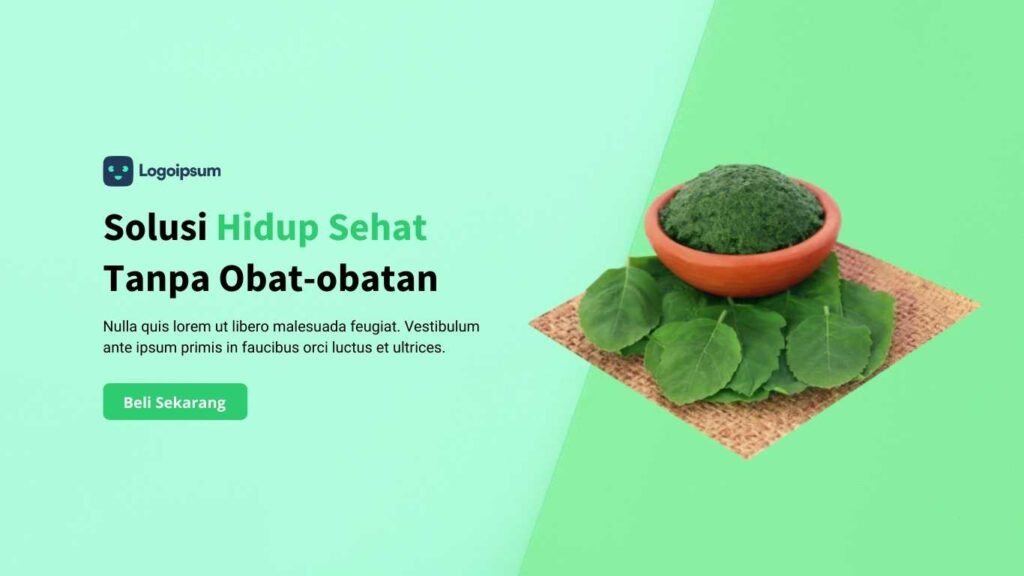 Logoipsum
Solusi Hidup Sehat
Tanpa Obat-obatan
Nulla quis lorem ut libero malesuada feugiat. Vestibulum
ante ipsum primis in faucibus orci luctus et ultrices.
Beli Sekarang